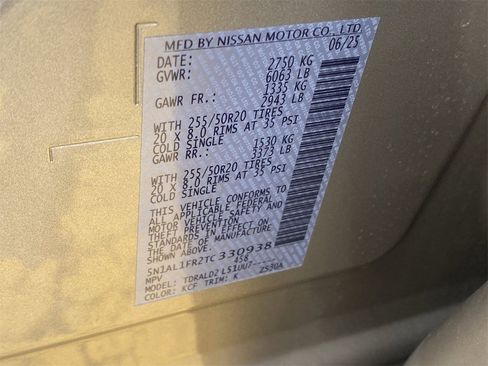 MFD BY NISSAN MOTOR CO., LTD.
DATE: 06/25
GVWR: 2750 KG
6063 LB
GAWR FR.: 1335 KG
2943 LB
WITH 255/50R20 TIRES
20 X 8.0 RIMS AT 35 PSI
COLD SINGLE
GAWR RR.: 1530 KG
3373 LB
WITH 255/50R20 TIRES
20 X 8.0 RIMS AT 35 PSI
COLD SINGLE
THIS VEHICLE CONFORMS TO
ALL APPLICABLE FEDERAL
MOTOR VEHICLE SAFETY AND
THEFT PREVENTION
STANDARDS IN EFFECT ON
THE DATE OF MANUFACTURE
SHOWN ABOVE.
5N1AL1FR2TC330938
MPV 458
MODEL: TDRALD2 L51UU7
COLOR: KCF TRIM: K